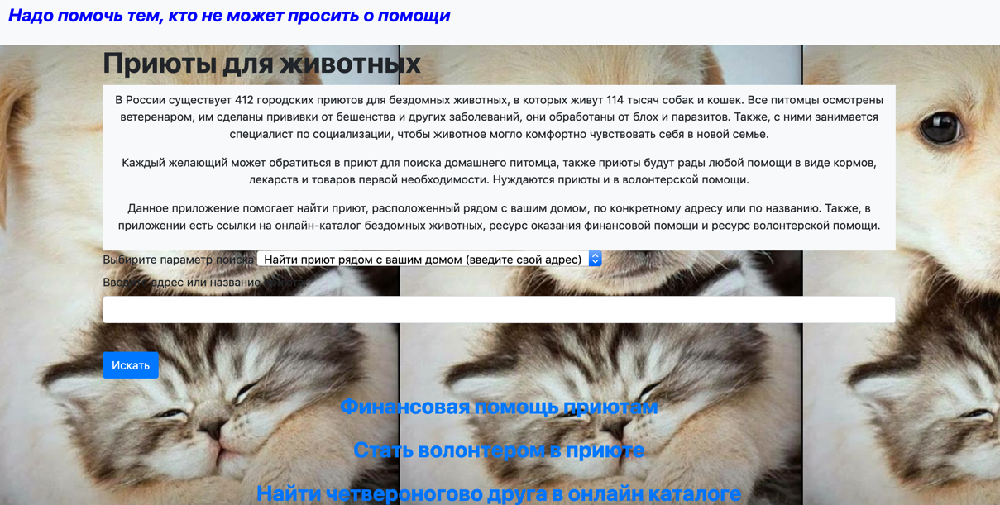 Надо помочь тем, кто не может просить о помощи
Приюты для животных
В России существует 412 городских приютов для бездомных животных, в которых живут 114 тысяч собак и кошек. Все питомцы осмотрены
ветеренаром, им сделаны прививки от бешенства и других заболеваний, они обработаны от блох и паразитов. Также, с ними занимается
специалист по социализации, чтобы животное могло комфортно чувствовать себя в новой семье.
Каждый желающий может обратиться в приют для поиска домашнего питомца, также приюты будут рады любой помощи в виде кормов,
лекарств и товаров первой необходимости. Нуждаются приюты и в волонтерской помощи.
Данное приложение помогает найти приют, расположенный рядом с вашим домом, по конкретному адресу или по названию. Также, в
приложении есть ссылки на онлайн-каталог бездомных животных, ресурс оказания финансовой помощи и ресурс волонтерской помощи.
Выбирите параметр поиска Найти приют рядом с вашим домом (введите свой адрес)
адрес или название
Искать
Финансовая помощь приютам
Стать волонтером в приюте
Найти четвероногово друга в онлайн каталоге